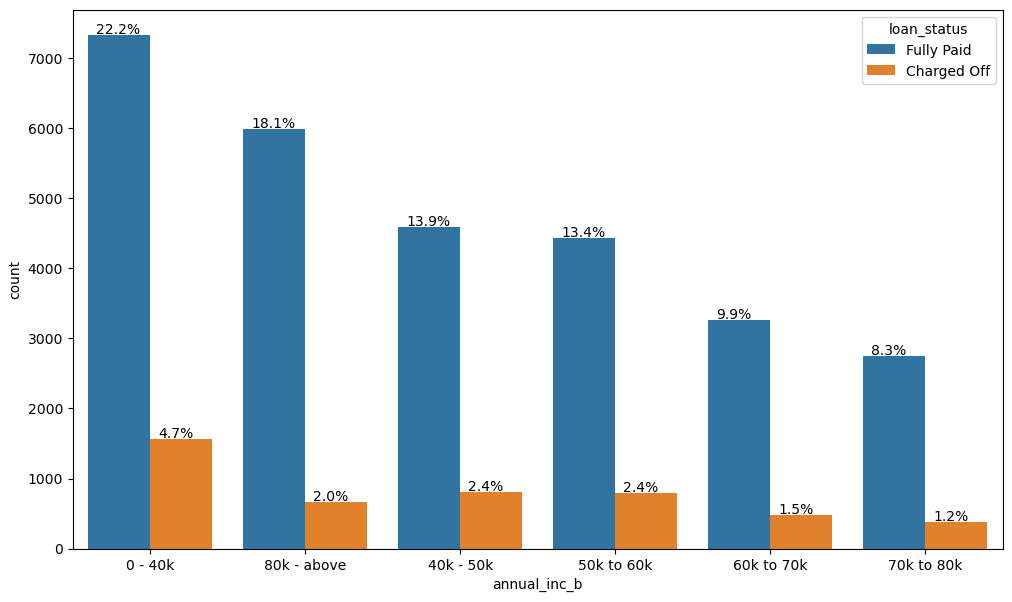 loan_status
Fully Paid
Charged Off
22.2%
18.1%
13.9%
13.4%
9.9%
8.3%
4.7%
2.0%
2.4%
2.4%
1.5%
1.2%
7000
6000
5000
4000
3000
2000
1000
0
count
0 - 40k
80k - above
40k - 50k
50k to 60k
60k to 70k
70k to 80k
annual_inc_b